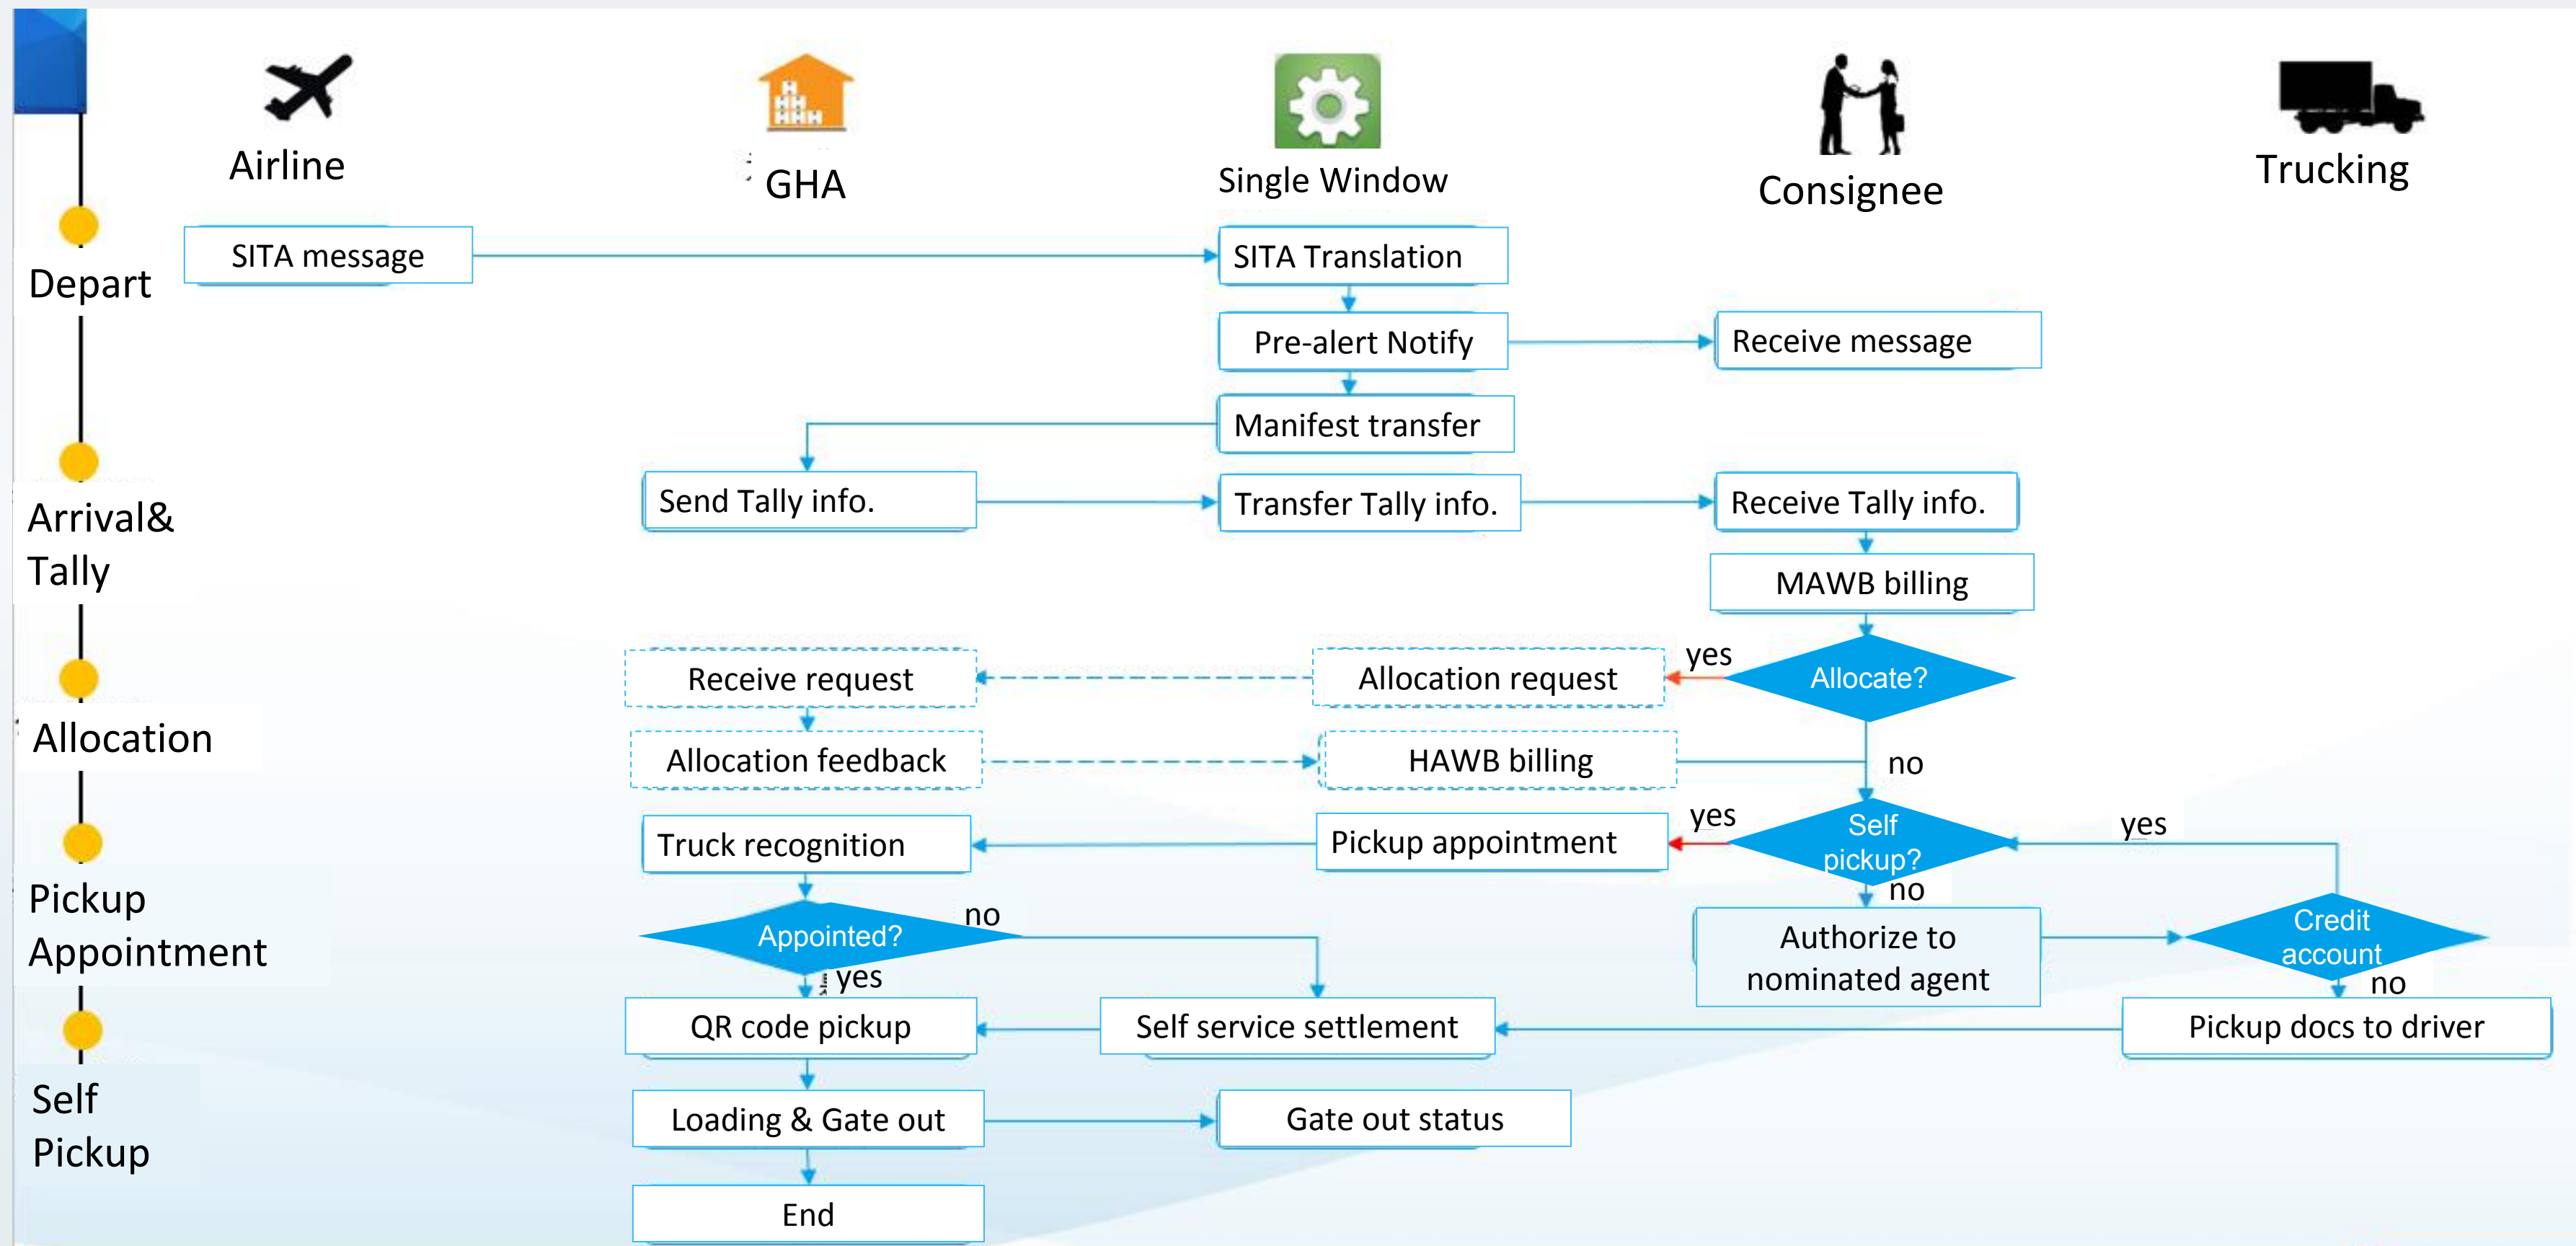 Airline
GHA
Single Window
Consignee
Trucking
Depart
SITA message
SITA Translation
Pre-alert Notify
Receive message
Manifest transfer
Arrival&
Tally
Send Tally info.
Transfer Tally info.
Receive Tally info.
MAWB billing
Allocation
Receive request
Allocation request
yes
Allocate?
Allocation feedback
HAWB billing
no
Pickup
Appointment
Truck recognition
Pickup appointment
yes
Self
pickup?
yes
no
Appointed?
no
yes
Authorize to
nominated agent
Credit
account
no
Self
Pickup
QR code pickup
Self service settlement
Pickup docs to driver
Loading & Gate out
Gate out status
End